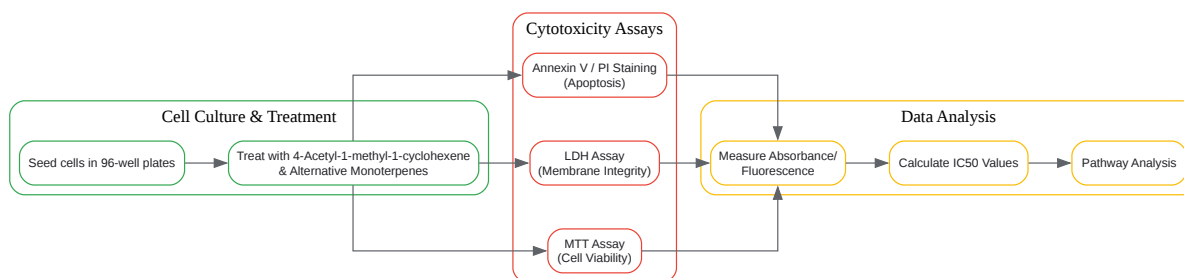 Cytotoxicity Assays
Annexin V / PI Staining
(Apoptosis)
Cell Culture & Treatment
Data Analysis
Seed cells in 96-well plates
Treat with 4-Acetyl-1-methyl-1-cyclohexene
& Alternative Monoterpenes
LDH Assay
(Membrane Integrity)
Measure Absorbance/
Fluorescence
Calculate IC50 Values
Pathway Analysis
MTT Assay
(Cell Viability)